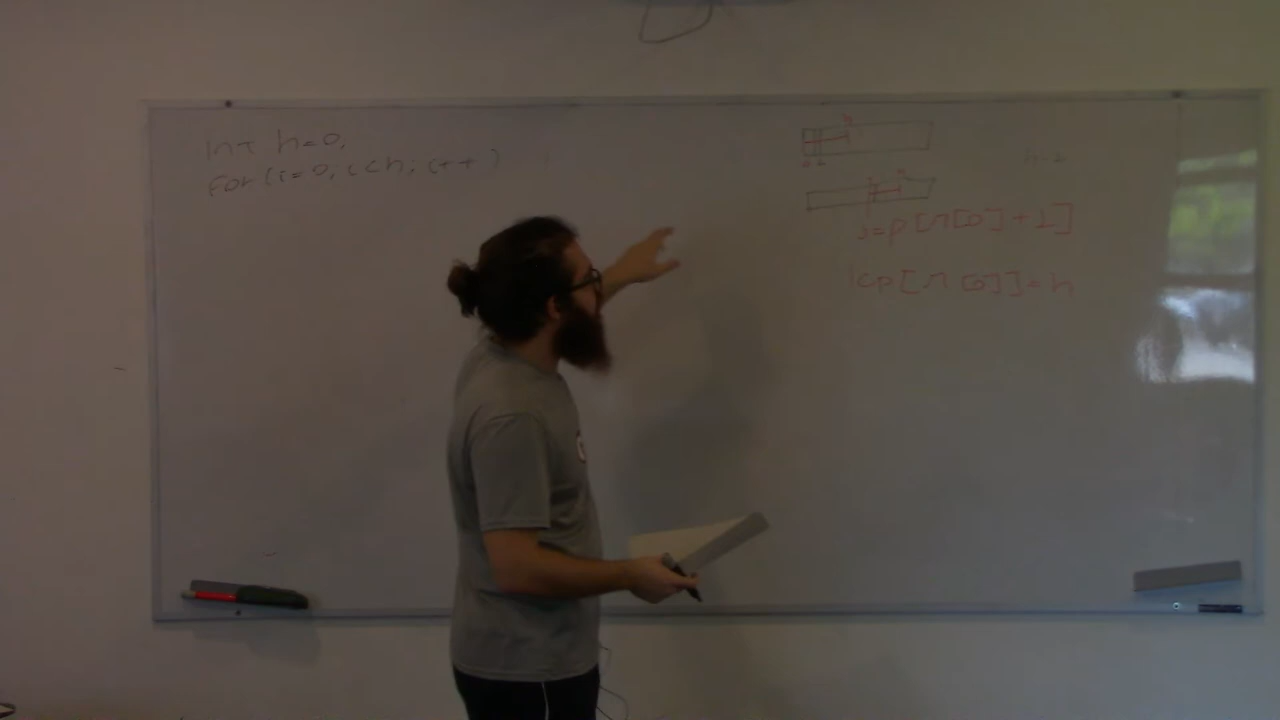 int h=0,
For(i=0, i<n; i++)
h
j=p[r[0]+1]
lcp[r[0]]=h